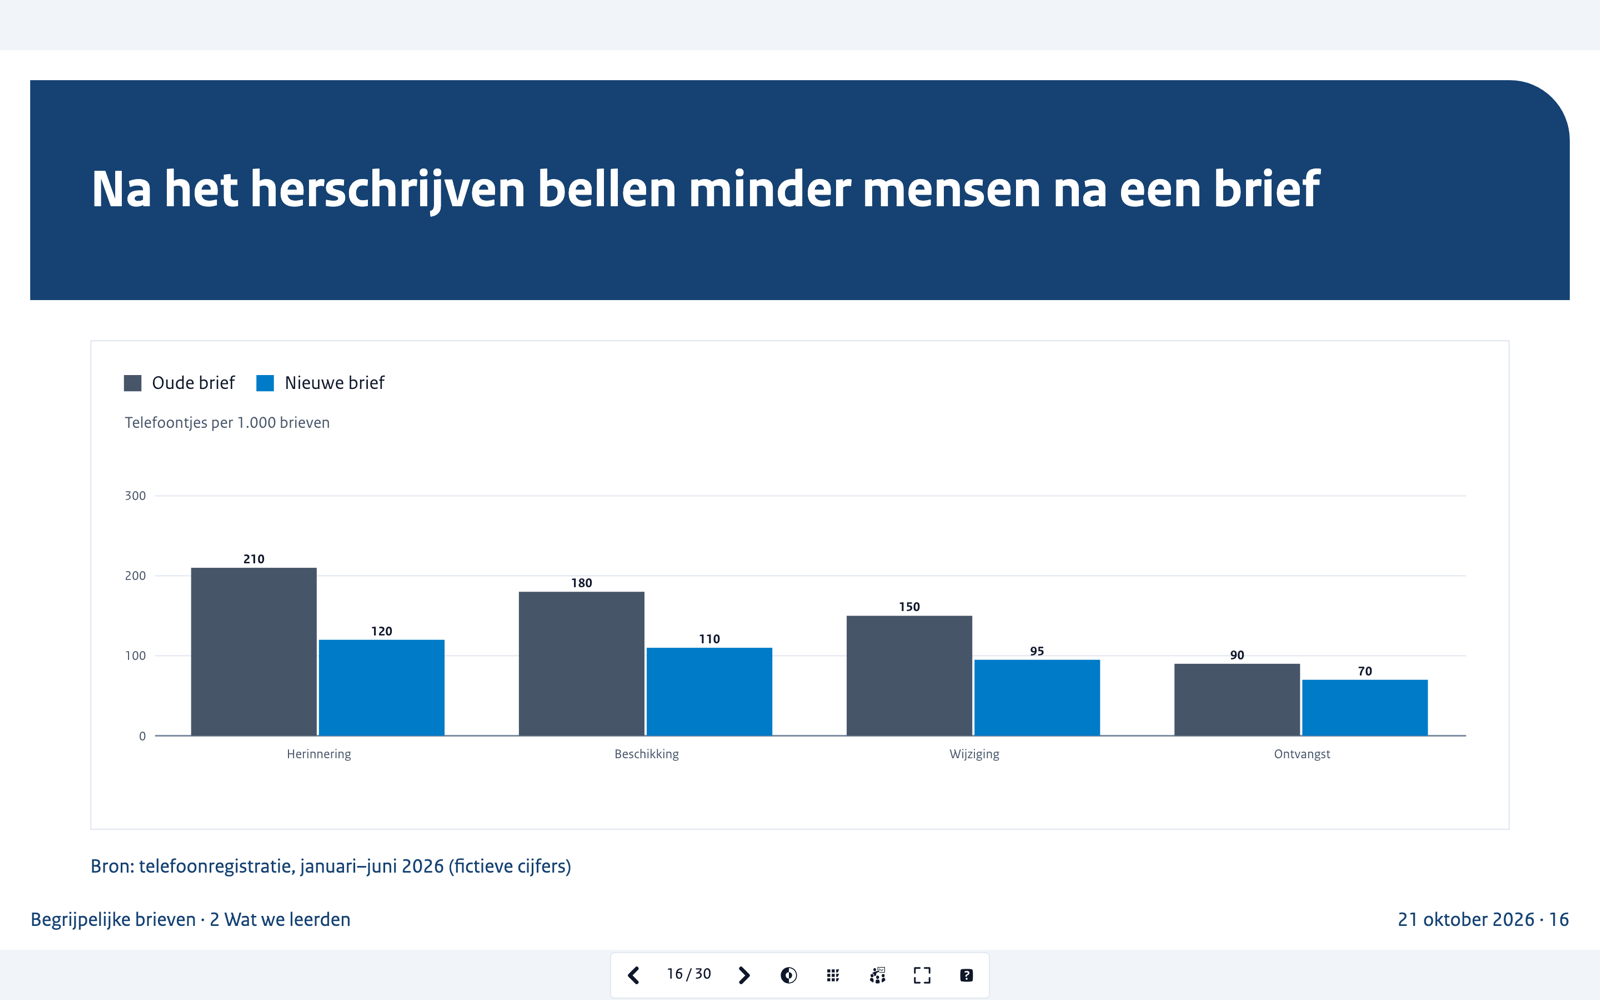 Na het herschrijven bellen minder mensen na een brief
Oude brief
Nieuwe brief
Telefoontjes per 1.000 brieven
300
200
100
0
210
120
180
110
150
95
90
70
Herinnering
Beschikking
Wijziging
Ontvangst
Bron: telefoonregistratie, januari–juni 2026 (fictieve cijfers)
Begrijpelijke brieven · 2 Wat we leerden
21 oktober 2026 · 16
16 / 30
?